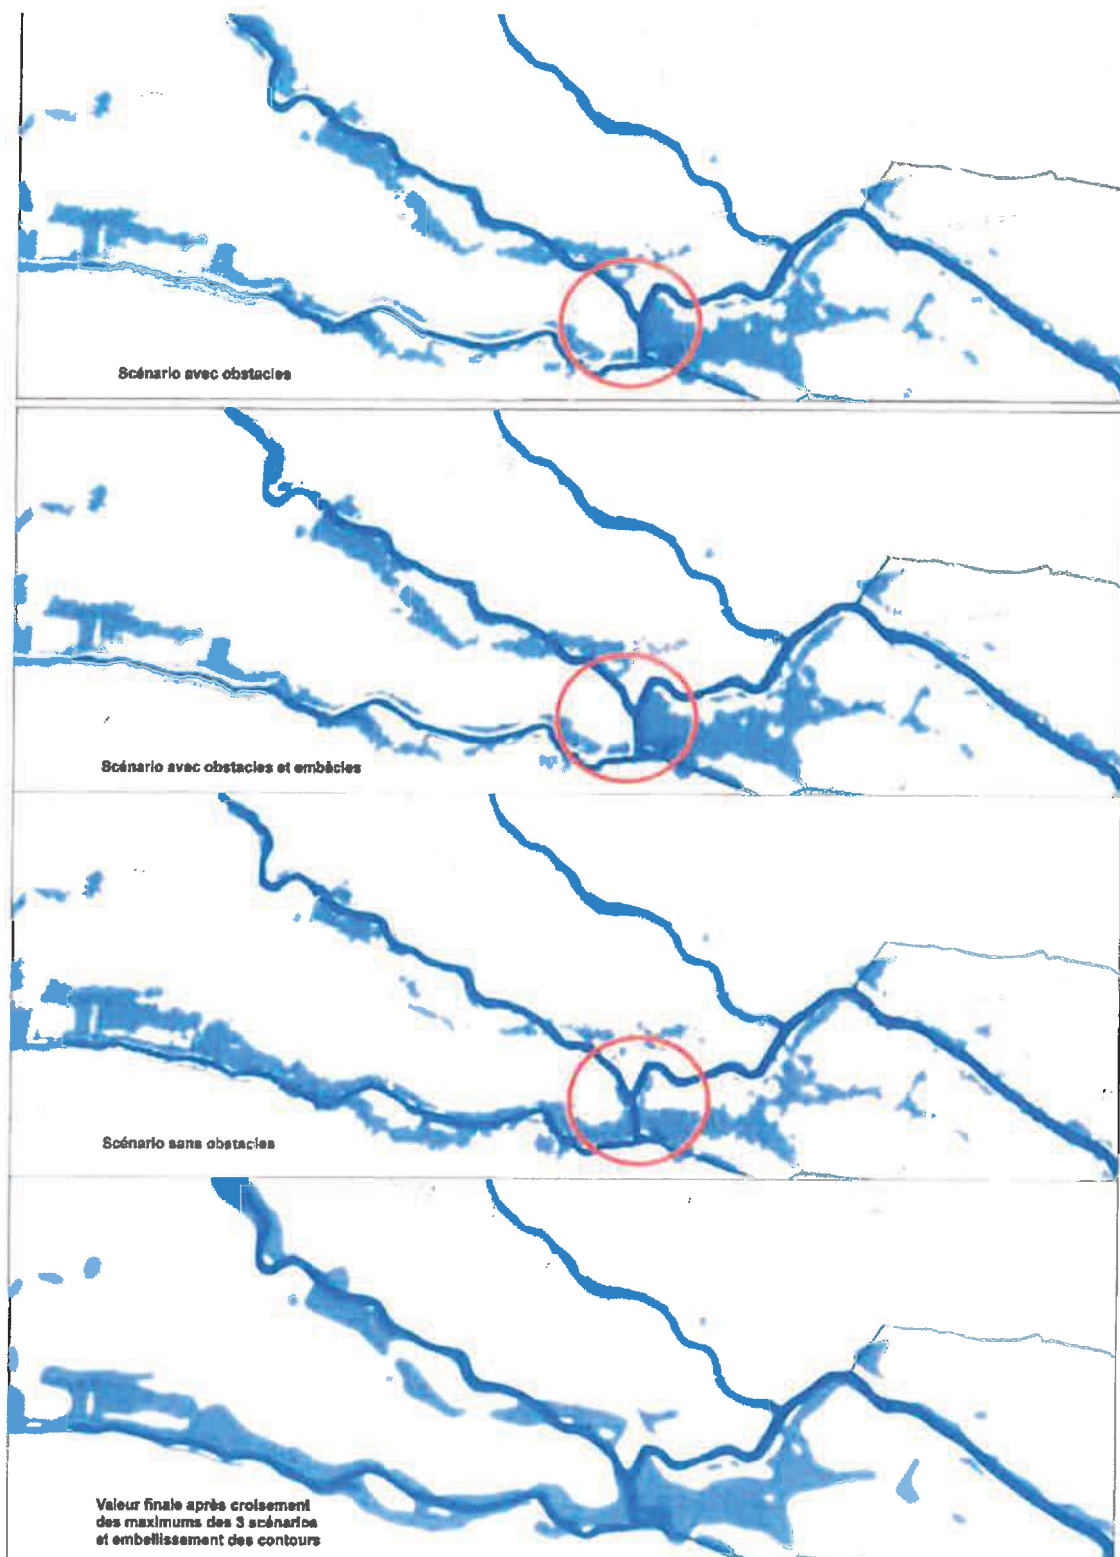 Scénario avec obstacles
Scénario avec obstacles et embâcles
Scénario sans obstacles
Valeur finale après croisement
des maximums des 3 scénarios
et embellissement des contours